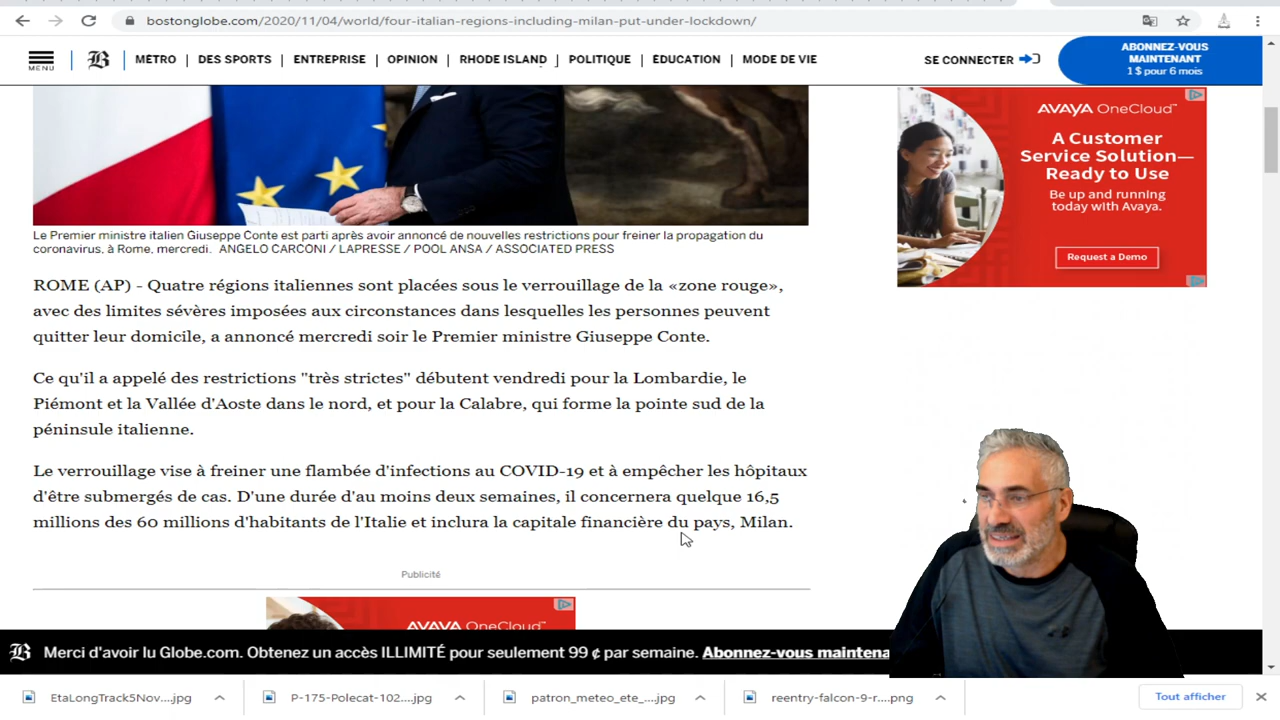 bostonglobe.com/2020/11/04/world/four-italian-regions-including-milan-put-under-lockdown/
MENU
B
MÉTRO | DES SPORTS | ENTREPRISE | OPINION | RHODE ISLAND | POLITIQUE | ÉDUCATION | MODE DE VIE
SE CONNECTER
ABONNEZ-VOUS
MAINTENANT
1 $ pour 6 mois
AVAYA OneCloud™
A Customer
Service Solution—
Ready to Use
Be up and running
today with Avaya.
Request a Demo
Le Premier ministre italien Giuseppe Conte est parti après avoir annoncé de nouvelles restrictions pour freiner la propagation du
coronavirus, à Rome, mercredi. ANGELO CARCONI / LAPRESSE / POOL ANSA / ASSOCIATED PRESS
ROME (AP) - Quatre régions italiennes sont placées sous le verrouillage de la «zone rouge»,
avec des limites sévères imposées aux circonstances dans lesquelles les personnes peuvent
quitter leur domicile, a annoncé mercredi soir le Premier ministre Giuseppe Conte.
Ce qu'il a appelé des restrictions "très strictes" débutent vendredi pour la Lombardie, le
Piémont et la Vallée d'Aoste dans le nord, et pour la Calabre, qui forme la pointe sud de la
péninsule italienne.
Le verrouillage vise à freiner une flambée d'infections au COVID-19 et à empêcher les hôpitaux
d'être submergés de cas. D'une durée d'au moins deux semaines, il concernera quelque 16,5
millions des 60 millions d'habitants de l'Italie et inclura la capitale financière du pays, Milan.
Publicité
AVAYA OneCloud™
B Merci d'avoir lu Globe.com. Obtenez un accès ILLIMITÉ pour seulement 99 ¢ par semaine. Abonnez-vous maintena
EtaLongTrack5Nov....jpg
P-175-Polecat-102....jpg
patron_meteo_ete_....jpg
reentry-falcon-9-r....png
Tout afficher